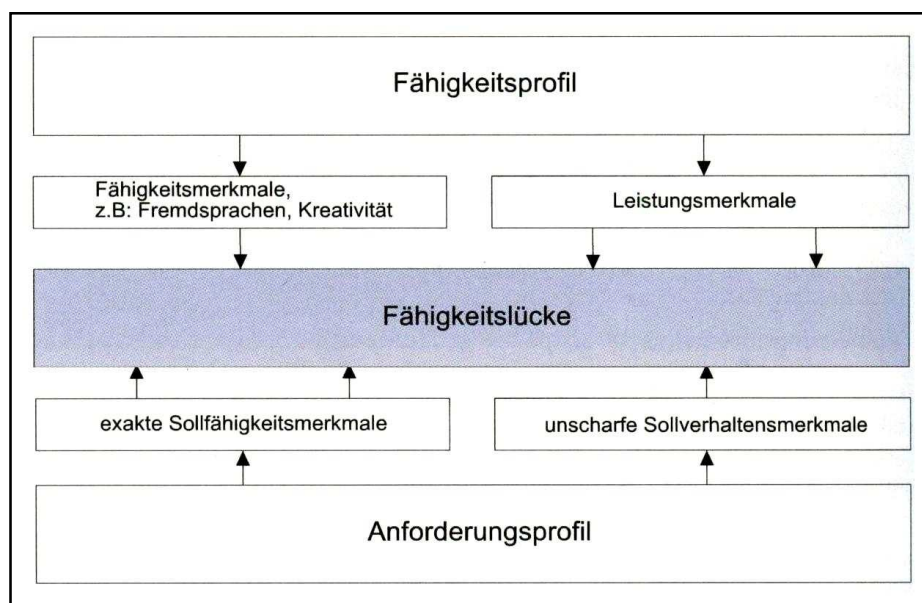 Fähigkeitsprofil
Fähigkeitsmerkmale,
z.B: Fremdsprachen, Kreativität
Leistungsmerkmale
Fähigkeitslücke
exakte Sollfähigkeitsmerkmale
unscharfe Sollverhaltensmerkmale
Anforderungsprofil